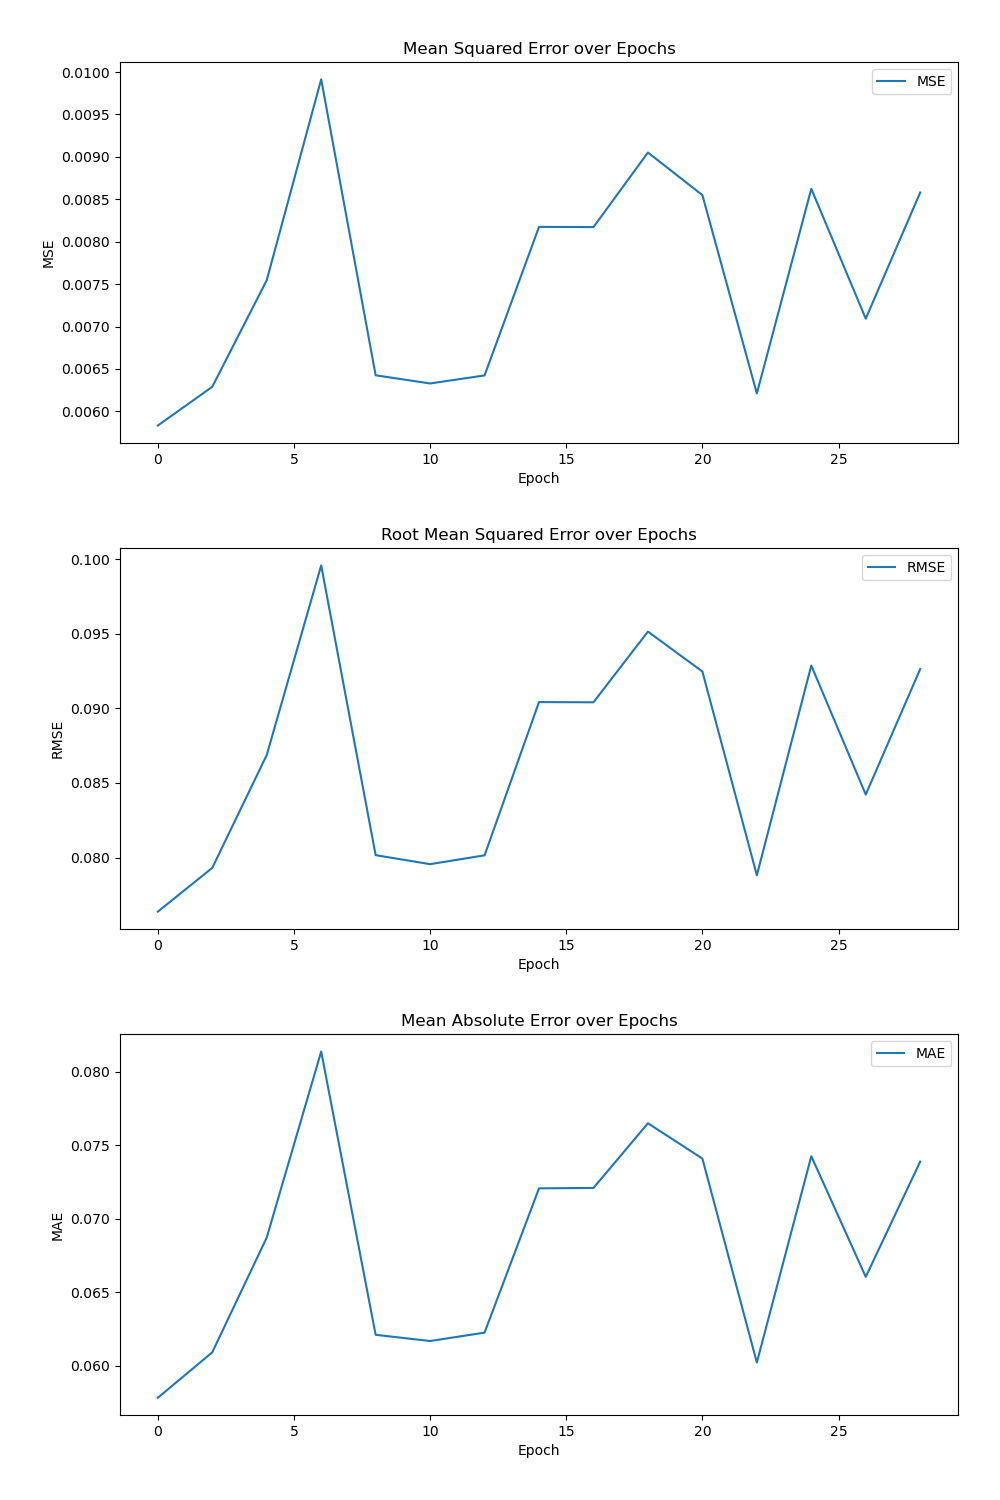 Mean Squared Error over Epochs
MSE
0.0100
0.0095
0.0090
0.0085
0.0080
0.0075
0.0070
0.0065
0.0060
MSE
0 5 10 15 20 25
Epoch
Root Mean Squared Error over Epochs
RMSE
0.100
0.095
0.090
0.085
0.080
RMSE
0 5 10 15 20 25
Epoch
Mean Absolute Error over Epochs
MAE
0.080
0.075
0.070
0.065
0.060
MAE
0 5 10 15 20 25
Epoch